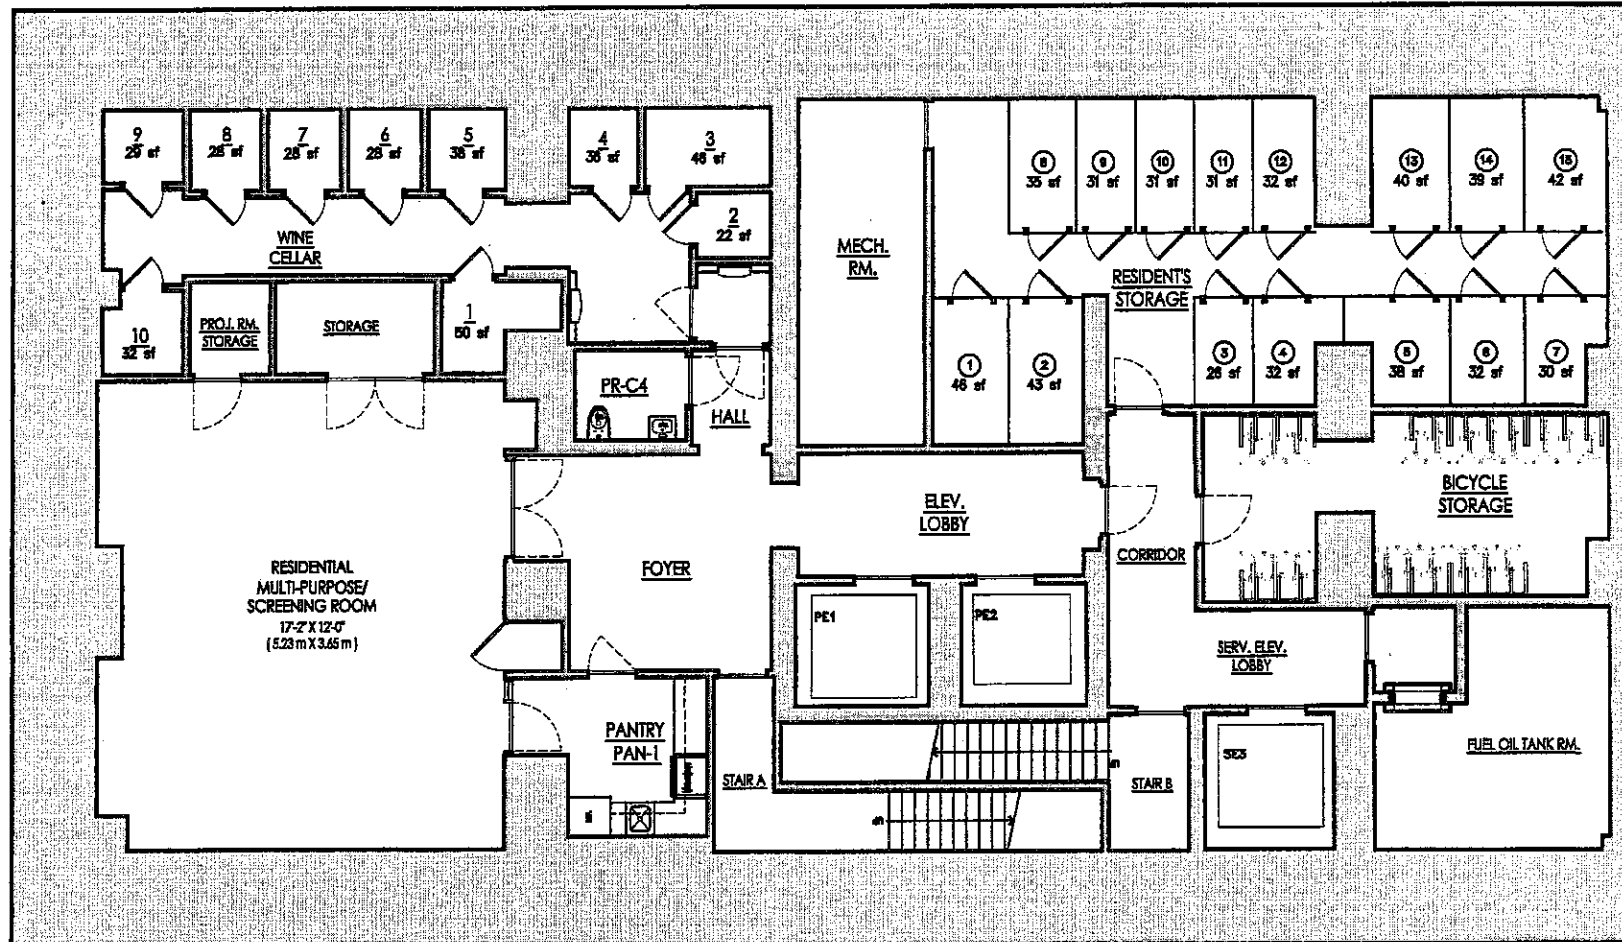 9
29 sf
8
28 sf
7
28 sf
6
28 sf
5
38 sf
4
36 sf
3
46 sf
2
22 sf
WINE
CELLAR
10
32 sf
PROJ. RM.
STORAGE
STORAGE
1
50 sf
PR-C4
HALL
MECH.
RM.
8
35 sf
9
31 sf
10
31 sf
11
31 sf
12
32 sf
13
40 sf
14
39 sf
15
42 sf
RESIDENT'S
STORAGE
1
46 sf
2
43 sf
3
26 sf
4
32 sf
5
38 sf
6
32 sf
7
30 sf
RESIDENTIAL
MULTI-PURPOSE/
SCREENING ROOM
17'-2" X 12'-0"
(5.23 m X 3.65 m)
FOYER
ELEV.
LOBBY
CORRIDOR
BICYCLE
STORAGE
PE1
PE2
SERV. ELEV.
LOBBY
PANTRY
PAN-1
STAIR A
STAIR B
SE3
FUEL OIL TANK RM.